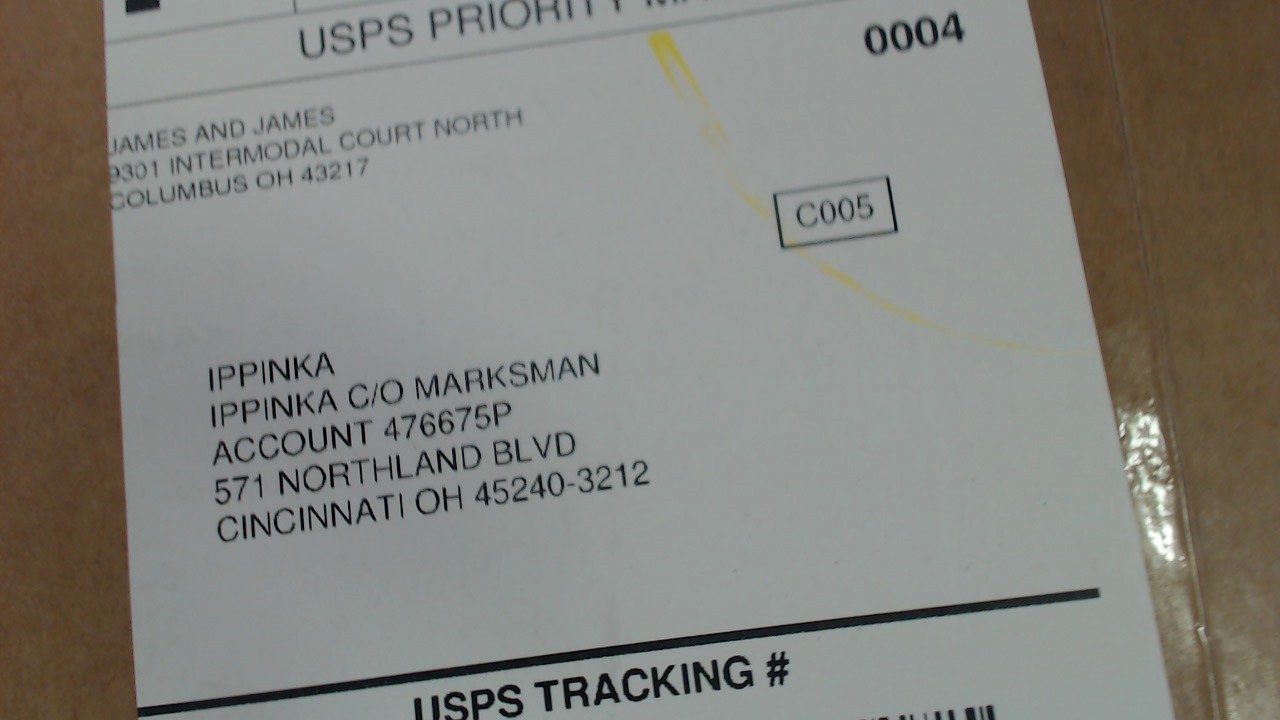 USPS PRIORITY
0004
JAMES AND JAMES
9301 INTERMODAL COURT NORTH
COLUMBUS OH 43217
C005
IPPINKA
IPPINKA C/O MARKSMAN
ACCOUNT 476675P
571 NORTHLAND BLVD
CINCINNATI OH 45240-3212
USPS TRACKING #